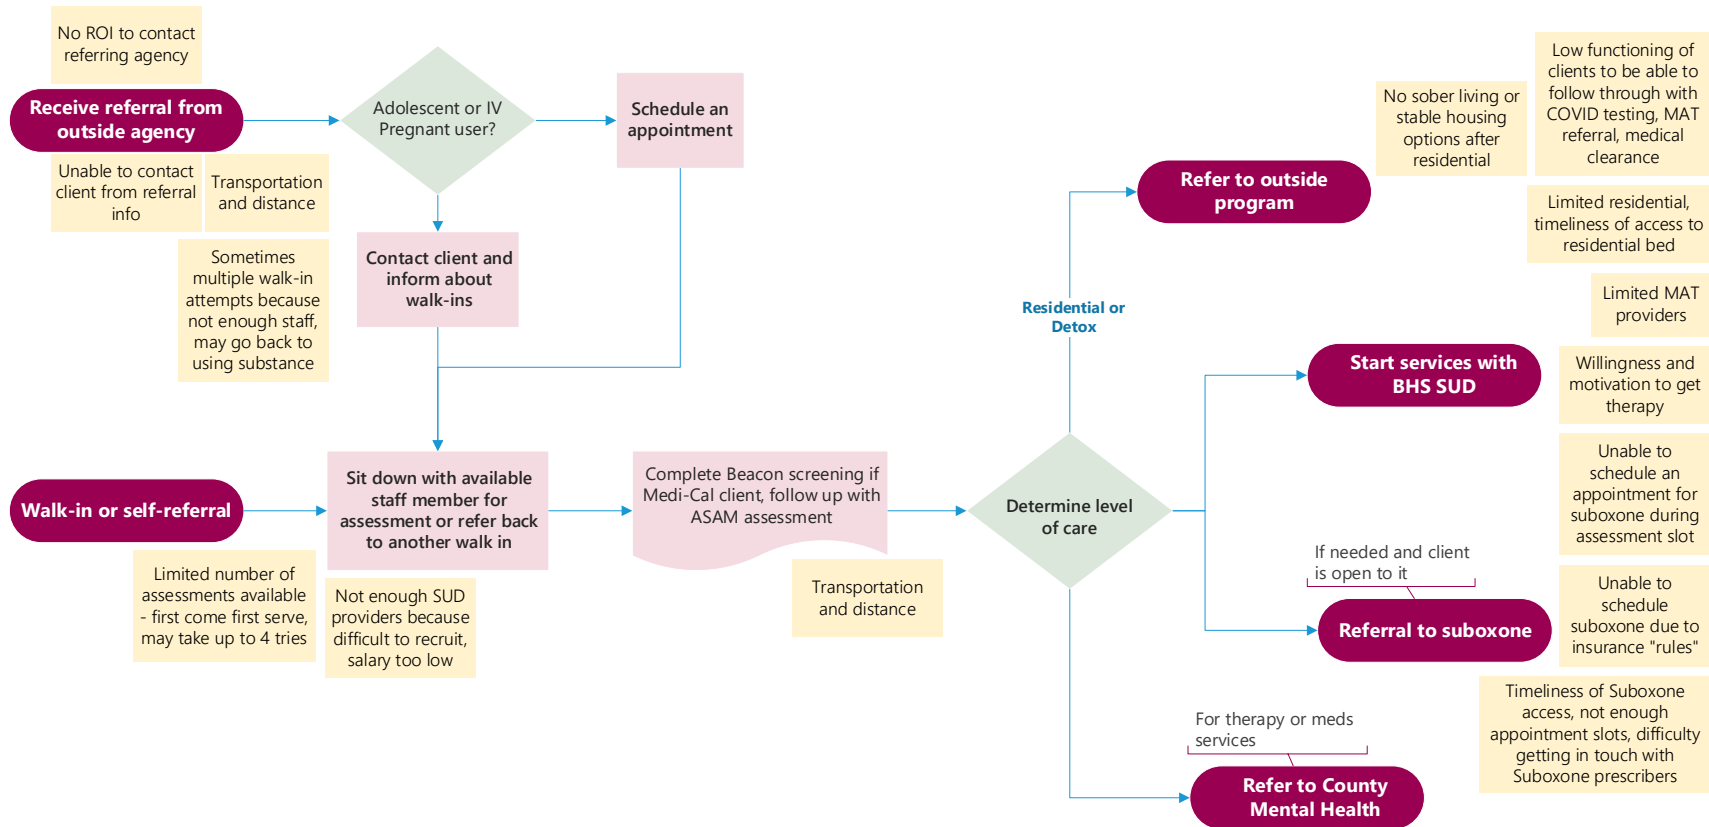 No ROI to contact
referring agency
Receive referral from
outside agency
Unable to contact
client from referral
info
Transportation
and distance
Sometimes
multiple walk-in
attempts because
not enough staff,
may go back to
using substance
Adolescent or IV
Pregnant user?
Schedule an
appointment
Contact client and
inform about
walk-ins
Walk-in or self-referral
Limited number of
assessments available
- first come first serve,
may take up to 4 tries
Sit down with available
staff member for
assessment or refer back
to another walk in
Not enough SUD
providers because
difficult to recruit,
salary too low
Complete Beacon screening if
Medi-Cal client, follow up with
ASAM assessment
Transportation
and distance
Determine level
of care
Residential or
Detox
Refer to outside
program
No sober living or
stable housing
options after
residential
Low functioning of
clients to be able to
follow through with
COVID testing, MAT
referral, medical
clearance
Limited residential,
timeliness of access to
residential bed
Limited MAT
providers
Start services with
BHS SUD
Willingness and
motivation to get
therapy
Unable to
schedule an
appointment for
suboxone during
assessment slot
If needed and client
is open to it
Referral to suboxone
Unable to
schedule
suboxone due to
insurance "rules"
Timeliness of Suboxone
access, not enough
appointment slots, difficulty
getting in touch with
Suboxone prescribers
For therapy or meds
services
Refer to County
Mental Health